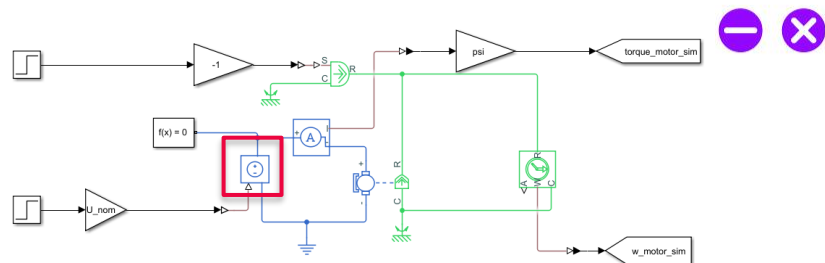 -1
S
R
C
psi
torque_motor_sim
f(x) = 0
+
I
A
-
+
R
C
-
R
A
W
C
U_nom
w_motor_sim